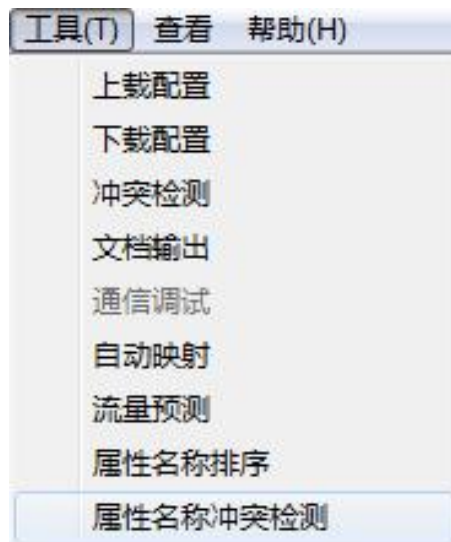 工具(T) 查看 帮助(H)
上载配置
下载配置
冲突检测
文档输出
通信调试
自动映射
流量预测
属性名称排序
属性名称冲突检测